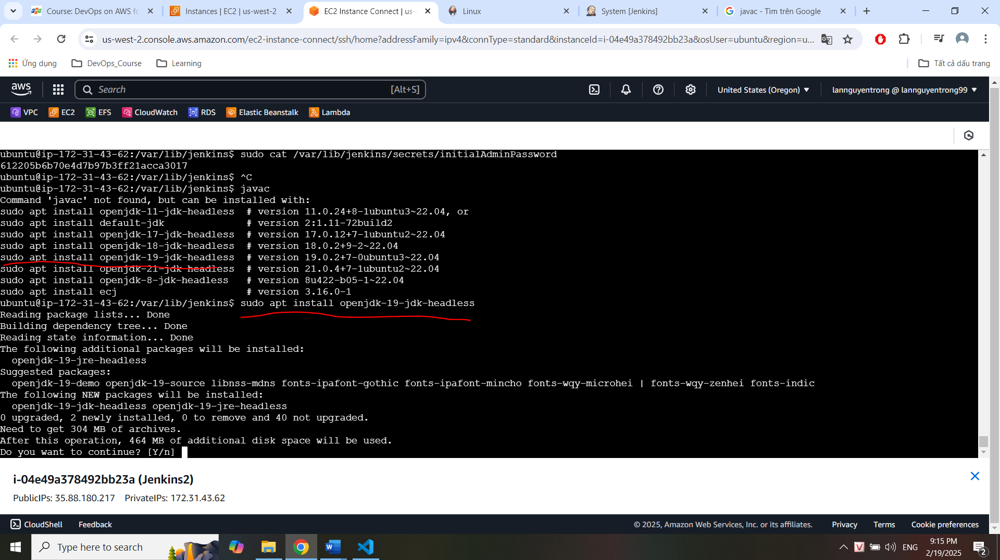 Course: DevOps on AWS fo
Instances | EC2 | us-west-2
EC2 Instance Connect | us-
Linux
System [Jenkins]
javac - Tìm trên Google
us-west-2.console.aws.amazon.com/ec2-instance-connect/ssh/home?addressFamily=ipv4&connType=standard&instanceId=i-04e49a378492bb23a&osUser=ubuntu&region=u...
Ứng dụng
DevOps_Course
Learning
Tất cả dấu trang
aws
Search
[Alt+S]
United States (Oregon)
lannguyentrong @ lannguyentrong99
VPC
EC2
EFS
CloudWatch
RDS
Elastic Beanstalk
Lambda
ubuntu@ip-172-31-43-62:/var/lib/jenkins$ sudo cat /var/lib/jenkins/secrets/initialAdminPassword
612205b6b70e4d7b97b3ff21acca3017
ubuntu@ip-172-31-43-62:/var/lib/jenkins$ ^C
ubuntu@ip-172-31-43-62:/var/lib/jenkins$ javac
Command 'javac' not found, but can be installed with:
sudo apt install openjdk-11-jdk-headless  # version 11.0.24+8-1ubuntu3~22.04, or
sudo apt install default-jdk              # version 2:1.11-72build2
sudo apt install openjdk-17-jdk-headless  # version 17.0.12+7-1ubuntu2~22.04
sudo apt install openjdk-18-jdk-headless  # version 18.0.2+9-2~22.04
sudo apt install openjdk-19-jdk-headless  # version 19.0.2+7-0ubuntu3~22.04
sudo apt install openjdk-21-jdk-headless  # version 21.0.4+7-1ubuntu2~22.04
sudo apt install openjdk-8-jdk-headless   # version 8u422-b05-1~22.04
sudo apt install ecj                      # version 3.16.0-1
ubuntu@ip-172-31-43-62:/var/lib/jenkins$ sudo apt install openjdk-19-jdk-headless
Reading package lists... Done
Building dependency tree... Done
Reading state information... Done
The following additional packages will be installed:
  openjdk-19-jre-headless
Suggested packages:
  openjdk-19-demo openjdk-19-source libnss-mdns fonts-ipafont-gothic fonts-ipafont-mincho fonts-wqy-microhei | fonts-wqy-zenhei fonts-indic
The following NEW packages will be installed:
  openjdk-19-jdk-headless openjdk-19-jre-headless
0 upgraded, 2 newly installed, 0 to remove and 40 not upgraded.
Need to get 304 MB of archives.
After this operation, 464 MB of additional disk space will be used.
Do you want to continue? [Y/n]
i-04e49a378492bb23a (Jenkins2)
PublicIPs: 35.88.180.217 PrivateIPs: 172.31.43.62
CloudShell
Feedback
© 2025, Amazon Web Services, Inc. or its affiliates.
Privacy
Terms
Cookie preferences
Type here to search
ENG
9:15 PM
2/19/2025
2